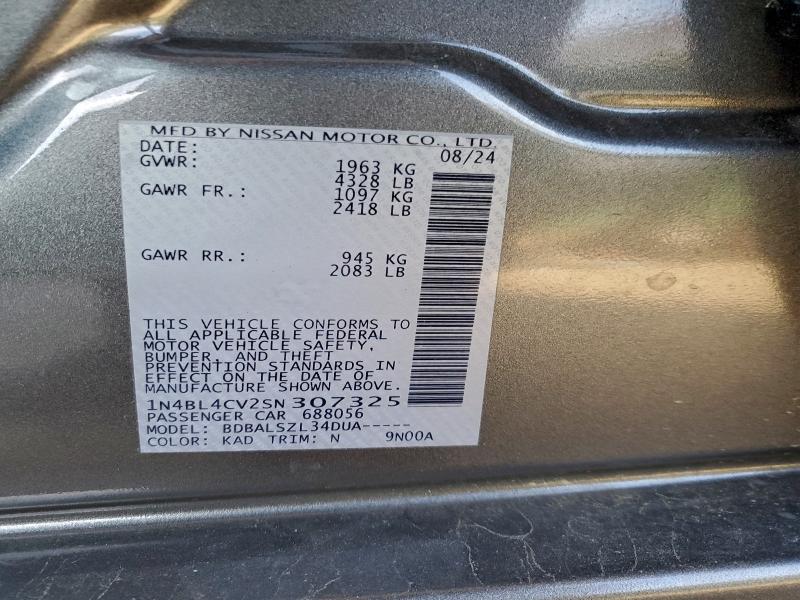 MFD BY NISSAN MOTOR CO., LTD.
DATE: 08/24
GVWR: 1963 KG
4328 LB
GAWR FR.: 1097 KG
2418 LB
GAWR RR.: 945 KG
2083 LB
THIS VEHICLE CONFORMS TO
ALL APPLICABLE FEDERAL
MOTOR VEHICLE SAFETY,
BUMPER, AND THEFT
PREVENTION STANDARDS IN
EFFECT ON THE DATE OF
MANUFACTURE SHOWN ABOVE.
1N4BL4CV2SN307325
PASSENGER CAR 688056
MODEL: BDBALSZL34DUA-----
COLOR: KAD TRIM: N 9N00A